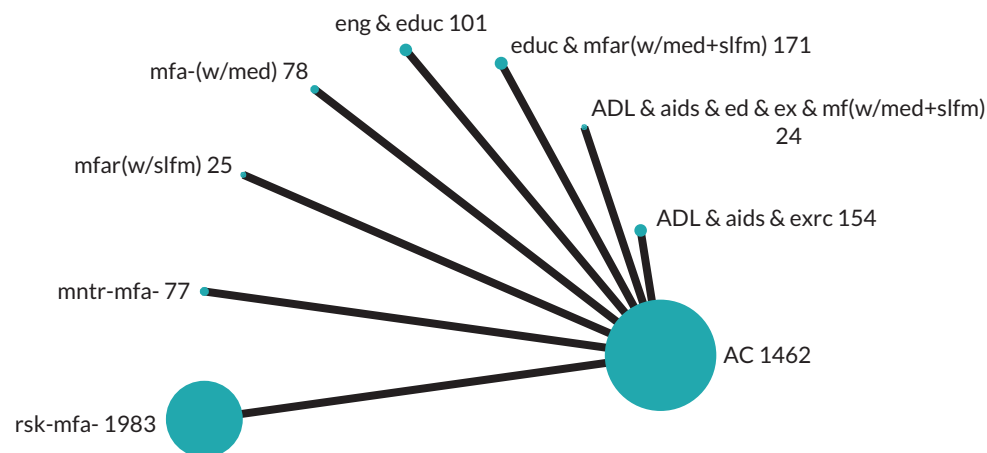 eng & educ 101
educ & mfar(w/med+slfm) 171
mfa-(w/med) 78
ADL & aids & ed & ex & mf(w/med+slfm)
24
mfar(w/slfm) 25
ADL & aids & exrc 154
mntr-mfa- 77
AC 1462
rsk-mfa- 1983